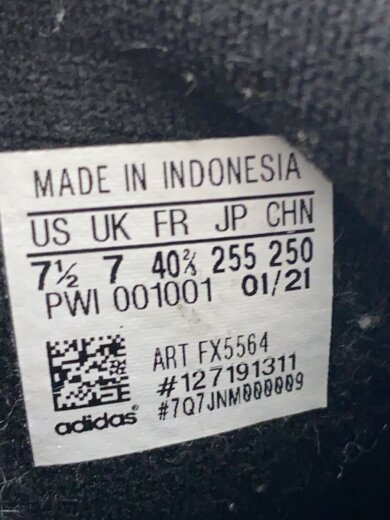 MADE IN INDONESIA
US UK FR JP CHN
7½ 7 40⅔ 255 250
PWI 001001 01/21
ART FX5564
#127191311
#7Q7JNM000009
adidas